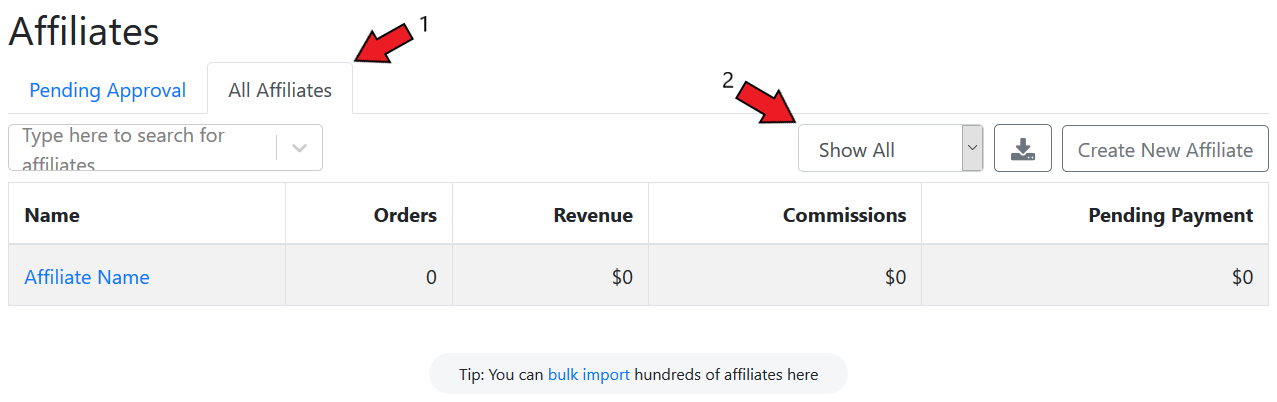 Affiliates
1
Pending Approval All Affiliates
2
Type here to search for
affiliates
Show All Create New Affiliate
Name Orders Revenue Commissions Pending Payment
Affiliate Name 0 $0 $0 $0
Tip: You can bulk import hundreds of affiliates here